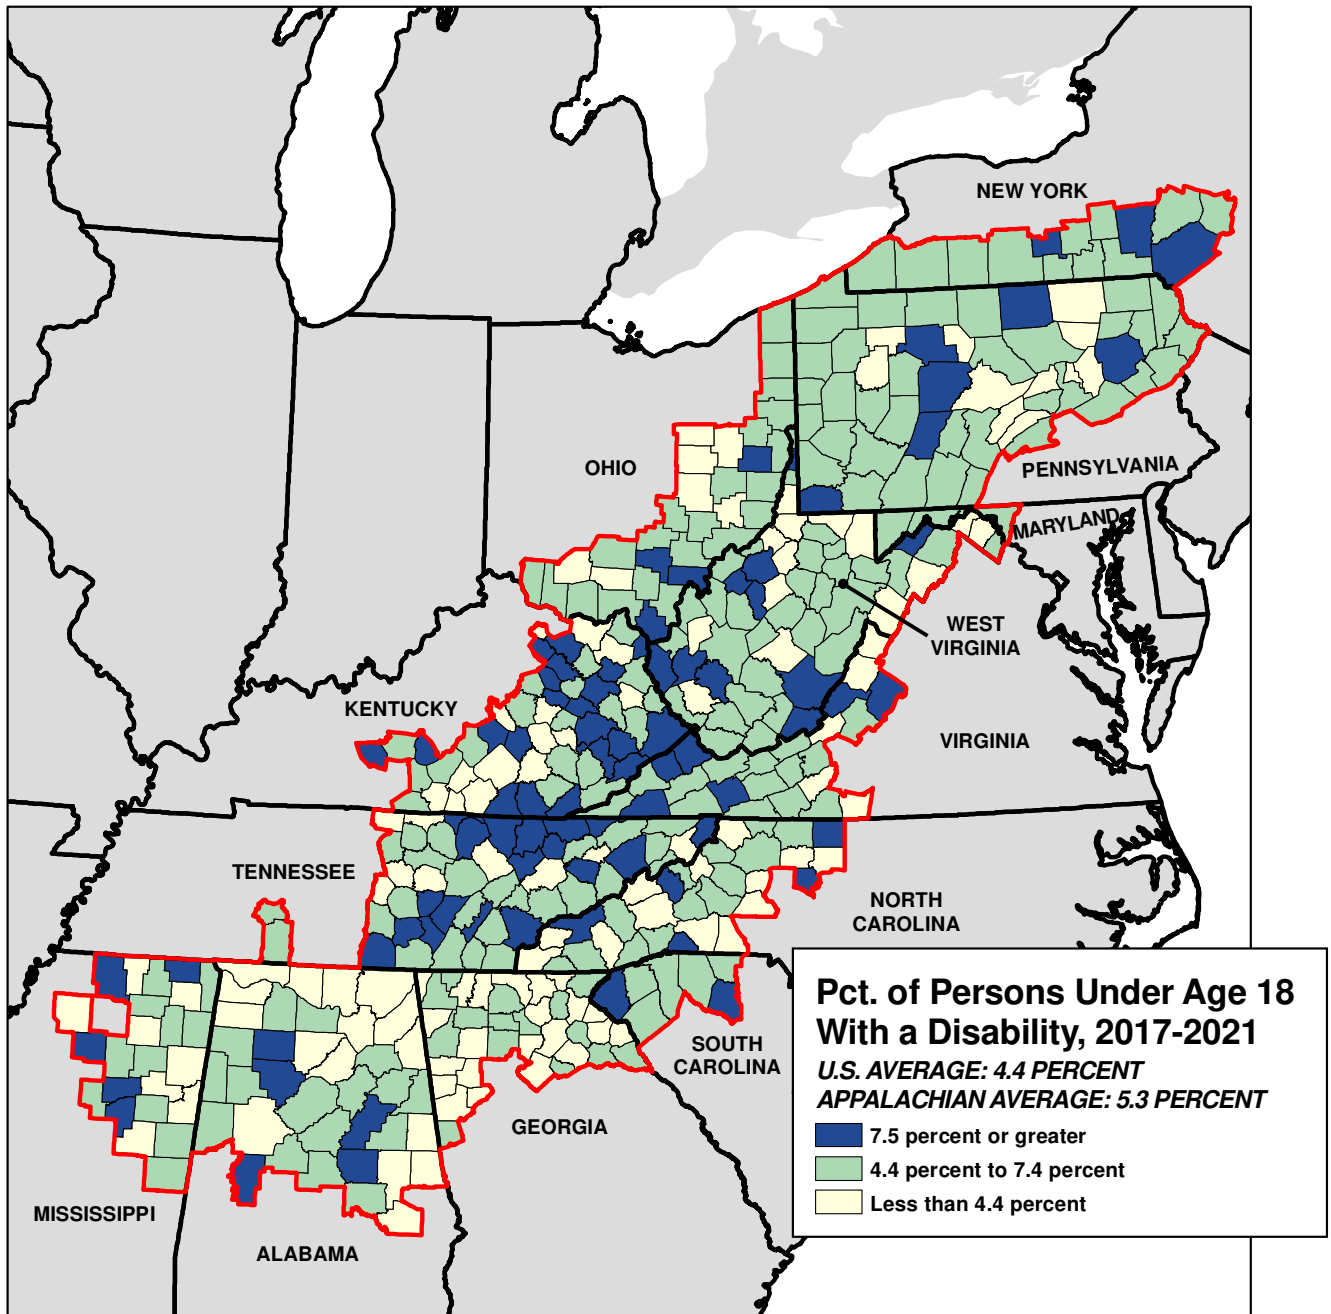 NEW YORK
OHIO
PENNSYLVANIA
MARYLAND
WEST
VIRGINIA
KENTUCKY
VIRGINIA
TENNESSEE
NORTH
CAROLINA
SOUTH
CAROLINA
GEORGIA
MISSISSIPPI
ALABAMA
Pct. of Persons Under Age 18
With a Disability, 2017-2021
U.S. AVERAGE: 4.4 PERCENT
APPALACHIAN AVERAGE: 5.3 PERCENT
7.5 percent or greater
4.4 percent to 7.4 percent
Less than 4.4 percent